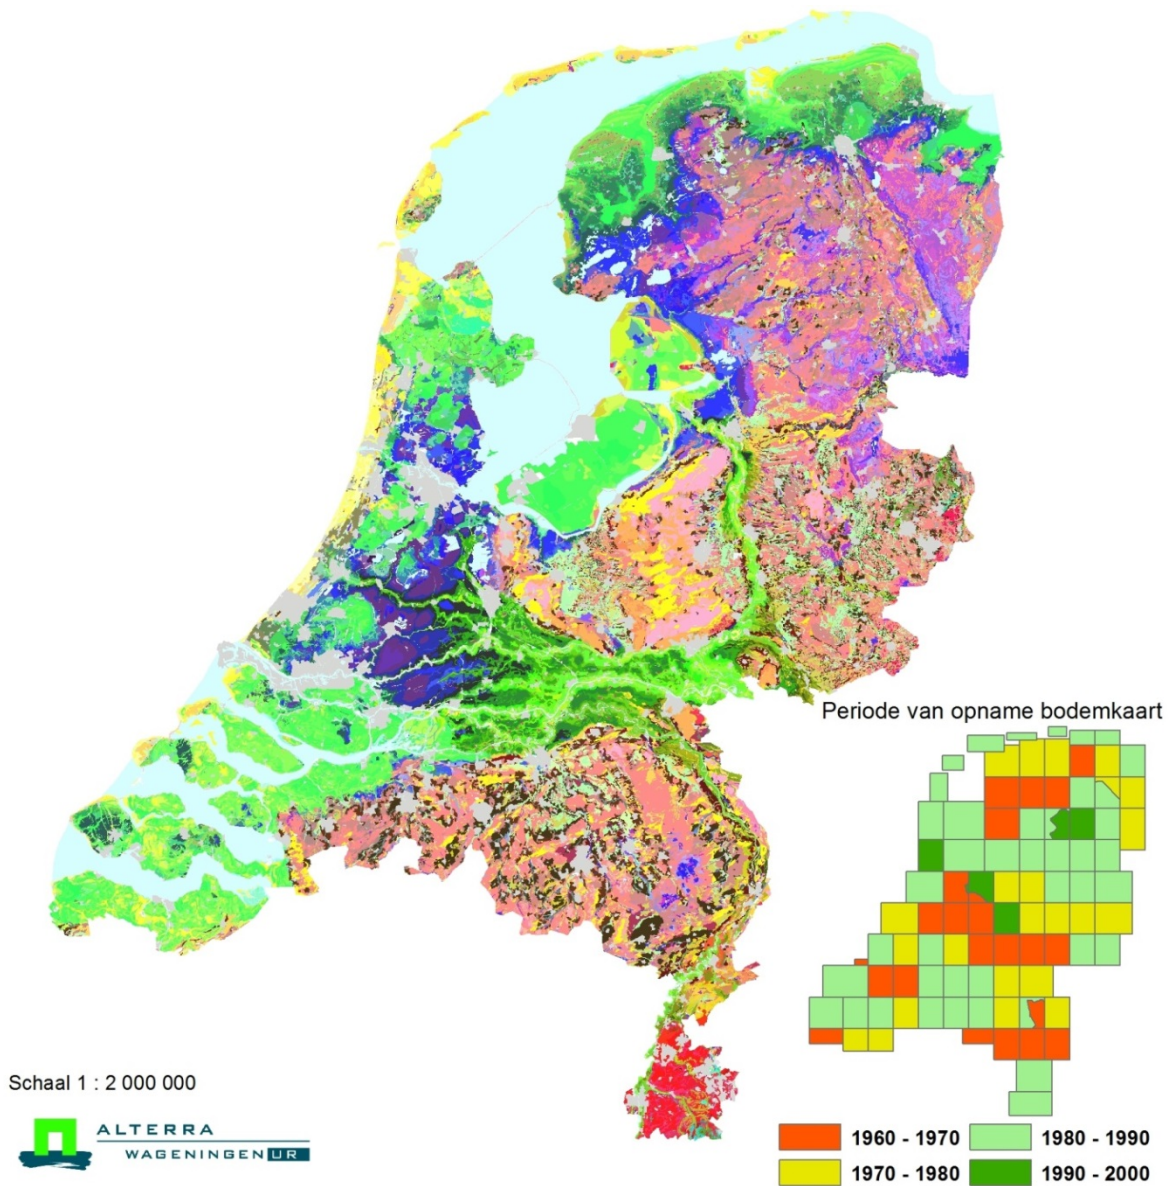 Periode van opname bodemkaart
Schaal 1 : 2 000 000
ALTERRA
WAGENINGEN UR
1960 - 1970
1980 - 1990
1970 - 1980
1990 - 2000